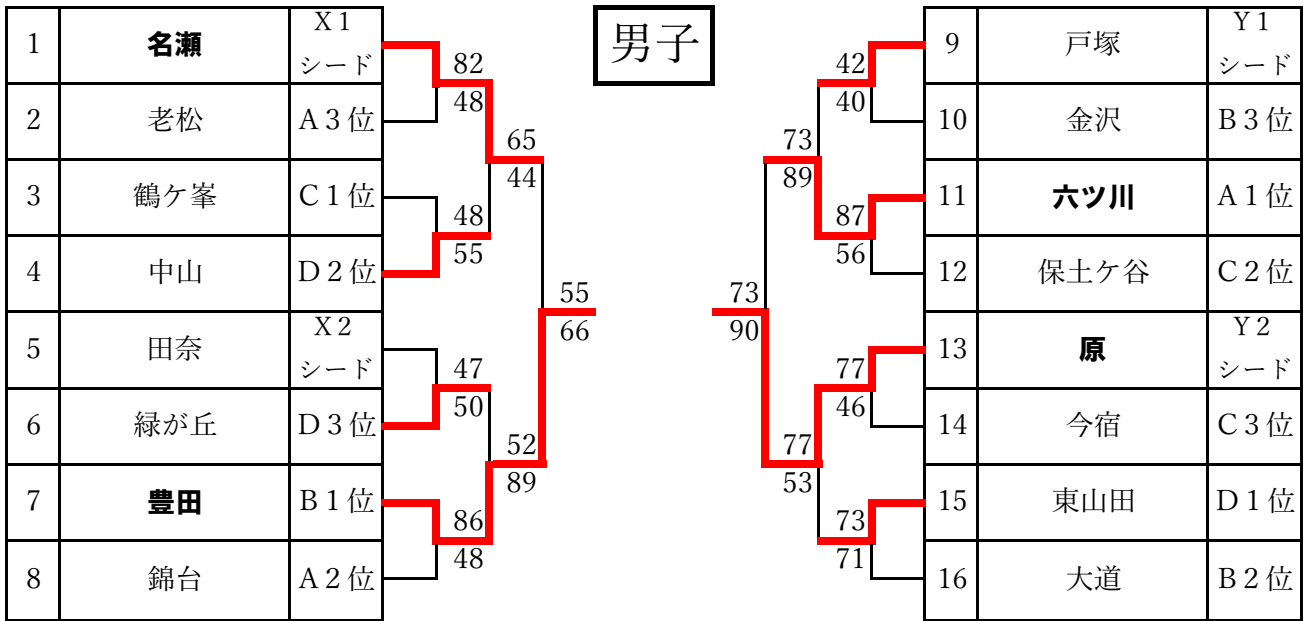 男子
1 名瀬 X1 シード
2 老松 A3位
3 鶴ケ峯 C1位
4 中山 D2位
5 田奈 X2 シード
6 緑が丘 D3位
7 豊田 B1位
8 錦台 A2位
82
48
48
55
47
50
86
48
65
44
52
89
55
66
73
90
73
89
77
53
42
40
87
56
77
46
73
71
9 戸塚 Y1 シード
10 金沢 B3位
11 六ツ川 A1位
12 保土ケ谷 C2位
13 原 Y2 シード
14 今宿 C3位
15 東山田 D1位
16 大道 B2位